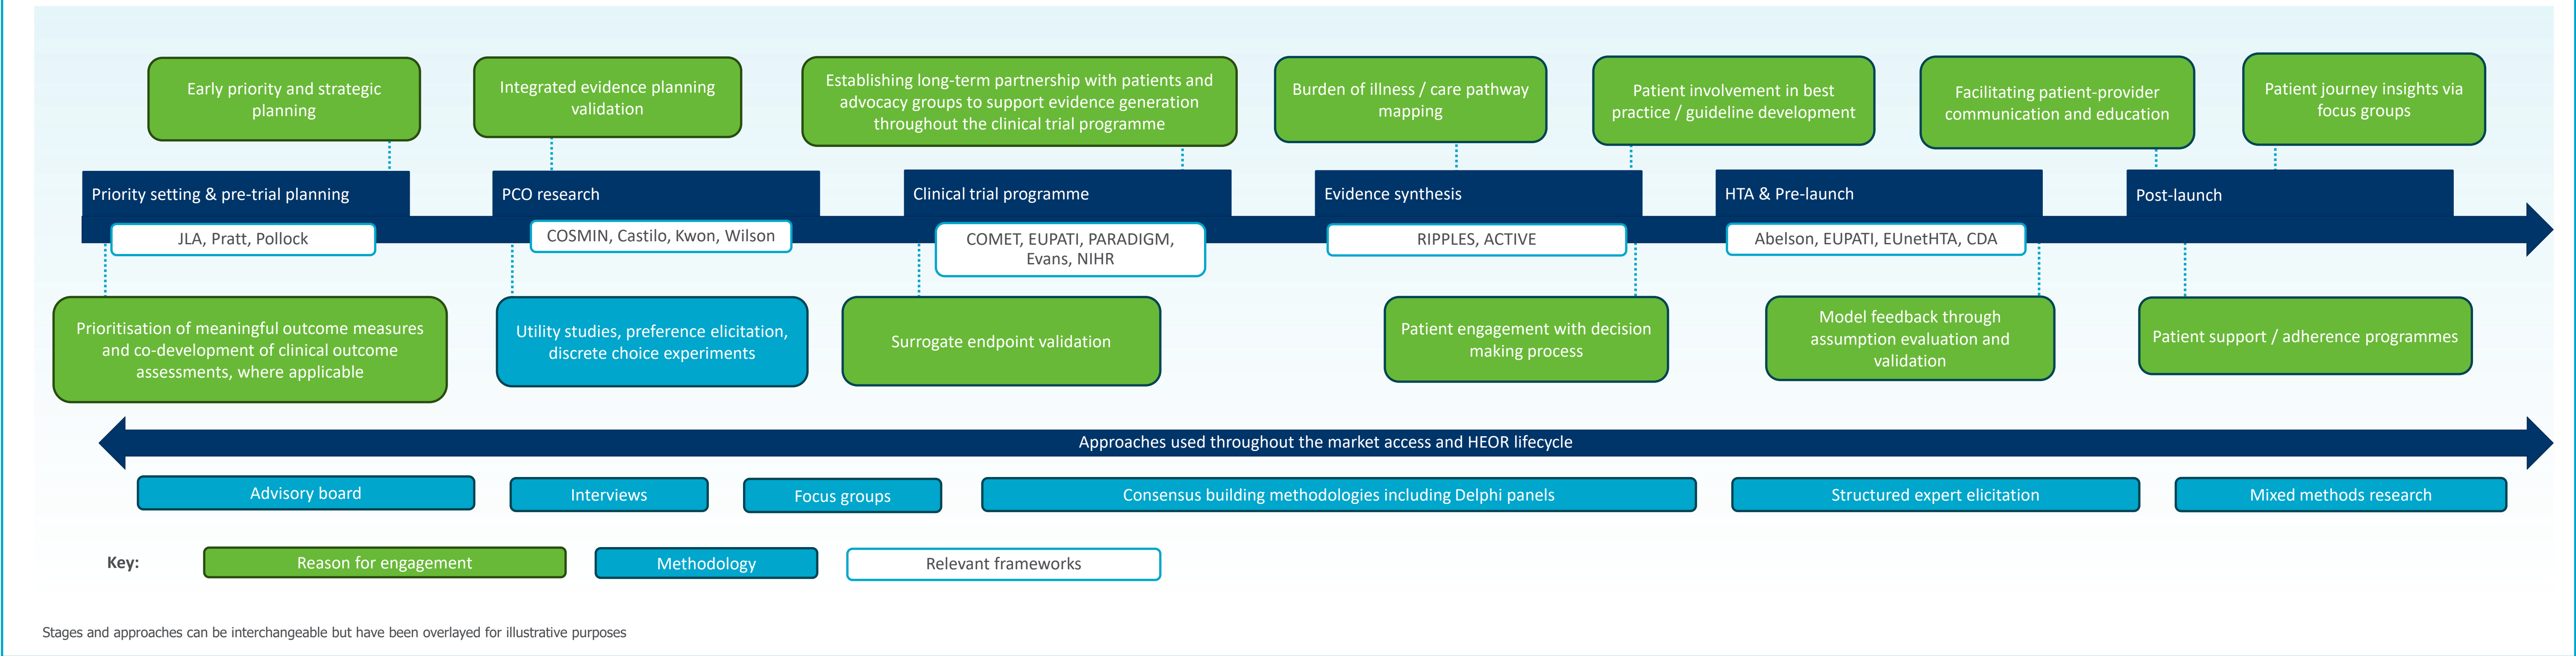 Early priority and strategic
planning
Integrated evidence planning
validation
Establishing long-term partnership with patients and
advocacy groups to support evidence generation
throughout the clinical trial programme
Burden of illness / care pathway
mapping
Patient involvement in best
practice / guideline development
Facilitating patient-provider
communication and education
Patient journey insights via
focus groups
Priority setting & pre-trial planning
PCO research
Clinical trial programme
Evidence synthesis
HTA & Pre-launch
Post-launch
JLA, Pratt, Pollock
COSMIN, Castilo, Kwon, Wilson
COMET, EUPATI, PARADIGM,
Evans, NIHR
RIPPLES, ACTIVE
Abelson, EUPATI, EUnetHTA, CDA
Prioritisation of meaningful outcome measures
and co-development of clinical outcome
assessments, where applicable
Utility studies, preference elicitation,
discrete choice experiments
Surrogate endpoint validation
Patient engagement with decision
making process
Model feedback through
assumption evaluation and
validation
Patient support / adherence programmes
Approaches used throughout the market access and HEOR lifecycle
Advisory board
Interviews
Focus groups
Consensus building methodologies including Delphi panels
Structured expert elicitation
Mixed methods research
Key:
Reason for engagement
Methodology
Relevant frameworks
Stages and approaches can be interchangeable but have been overlayed for illustrative purposes